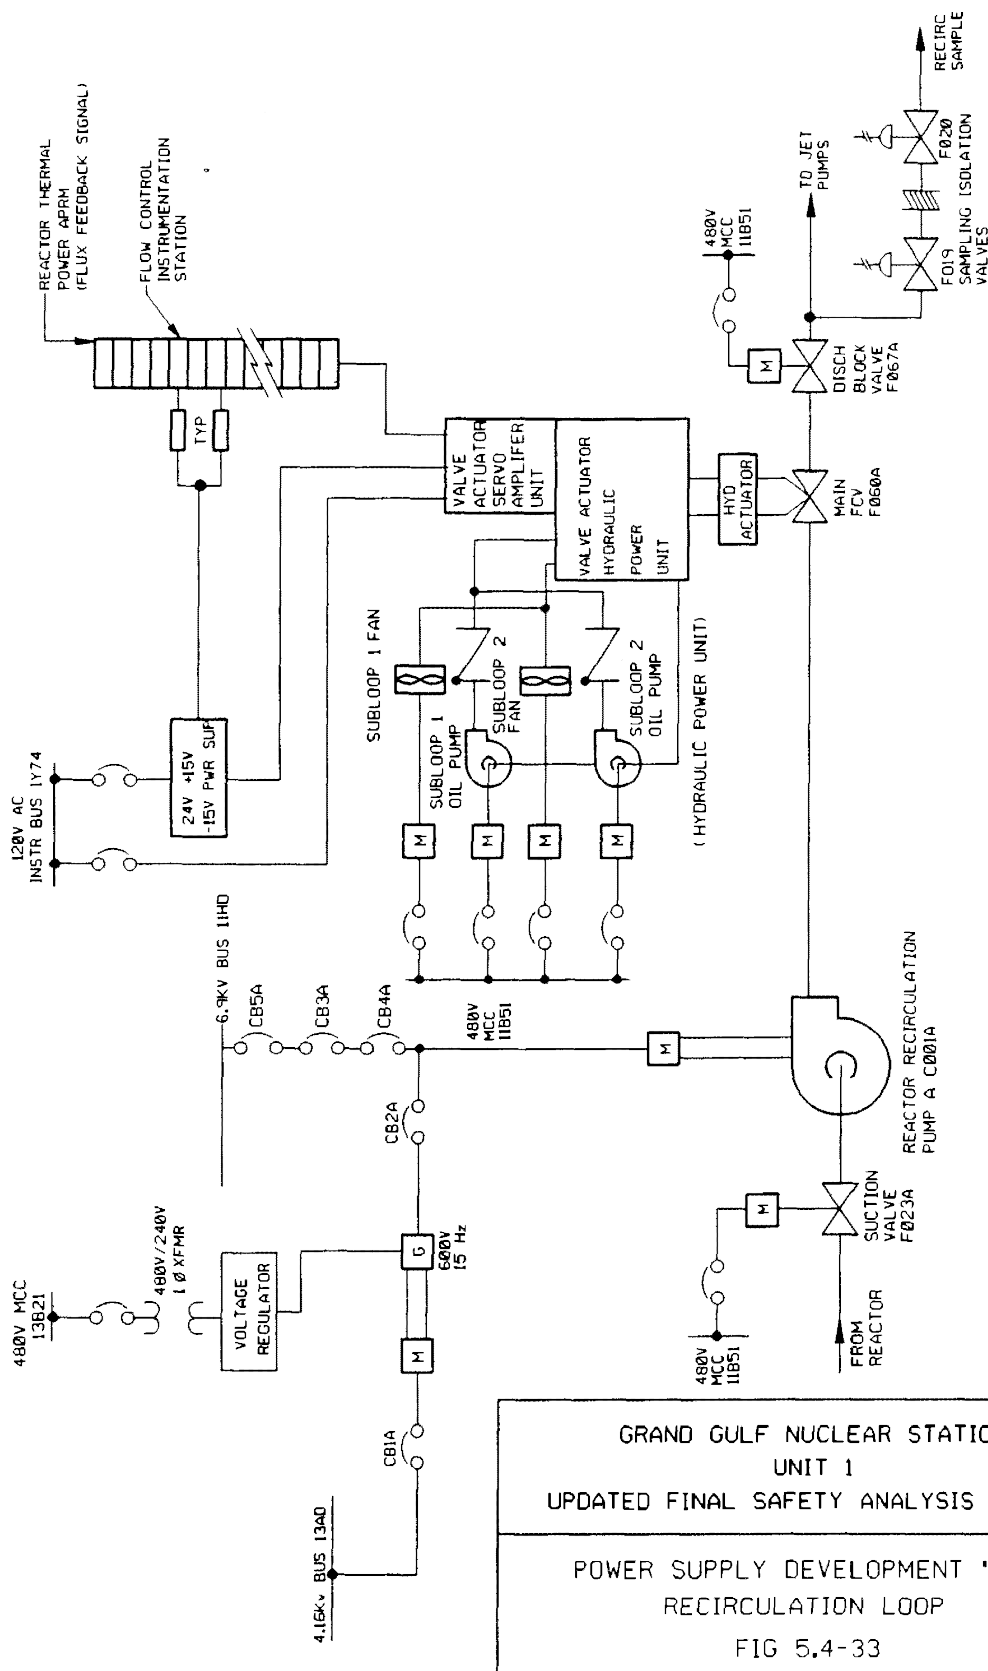 REACTOR THERMAL
POWER APRM
(FLUX FEEDBACK SIGNAL)
FLOW CONTROL
INSTRUMENTATION
STATION
TYP
120V AC
INSTR BUS 1Y74
24V +15V
-15V PWR SUP
VALVE
ACTUATOR
SERVO
AMPLIFER
UNIT
VALVE ACTUATOR
HYDRAULIC
POWER
UNIT
HYD
ACTUATOR
MAIN
FCV
F060A
480V
MCC
11B51
M
DISCH
BLOCK
VALVE
F067A
TO JET
PUMPS
F019
F020
SAMPLING ISOLATION
VALVES
RECIRC
SAMPLE
SUBLOOP 1 FAN
SUBLOOP 1
OIL PUMP
SUBLOOP 2
FAN
SUBLOOP 2
OIL PUMP
(HYDRAULIC POWER UNIT)
M
M
M
M
480V
MCC
11B51
6.9KV BUS 11HD
CB5A
CB3A
CB4A
CB2A
M
REACTOR RECIRCULATION
PUMP A C001A
480V MCC
13B21
480V/240V
1 Ø XFMR
VOLTAGE
REGULATOR
G
600V
15 Hz
M
CB1A
4.16Kv BUS 13AD
480V
MCC
11B51
M
SUCTION
VALVE
F023A
FROM
REACTOR
GRAND GULF NUCLEAR STATIO
UNIT 1
UPDATED FINAL SAFETY ANALYSIS
POWER SUPPLY DEVELOPMENT "
RECIRCULATION LOOP
FIG 5.4-33